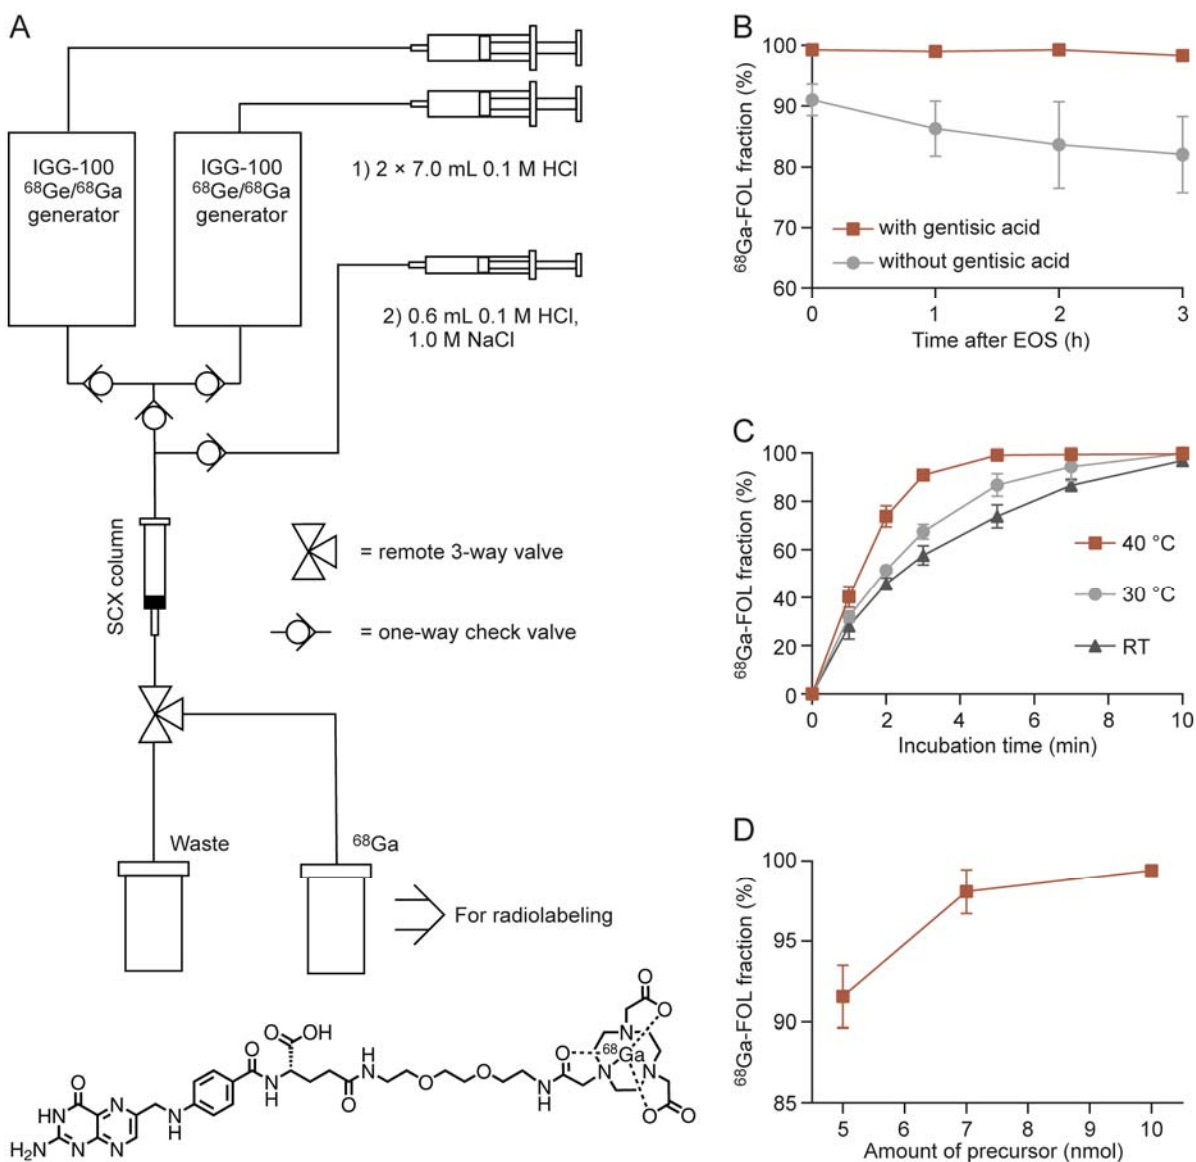 A
IGG-100
⁶⁸Ge/⁶⁸Ga
generator
IGG-100
⁶⁸Ge/⁶⁸Ga
generator
1) 2 × 7.0 mL 0.1 M HCl
2) 0.6 mL 0.1 M HCl,
1.0 M NaCl
SCX column
= remote 3-way valve
= one-way check valve
Waste
⁶⁸Ga
For radiolabeling
O
OH
O
O
O
H
N
O
O
N
⁶⁸Ga
O
N
H
O
O
N
H
N
N
O
HN
N
N
H
O
O
O
H₂N
N
N
B
⁶⁸Ga-FOL fraction (%)
100
90
80
70
60
with gentisic acid
without gentisic acid
0
1
2
3
Time after EOS (h)
C
⁶⁸Ga-FOL fraction (%)
100
80
60
40
20
0
40 °C
30 °C
RT
0
2
4
6
8
10
Incubation time (min)
D
⁶⁸Ga-FOL fraction (%)
100
95
90
85
5
6
7
8
9
10
Amount of precursor (nmol)